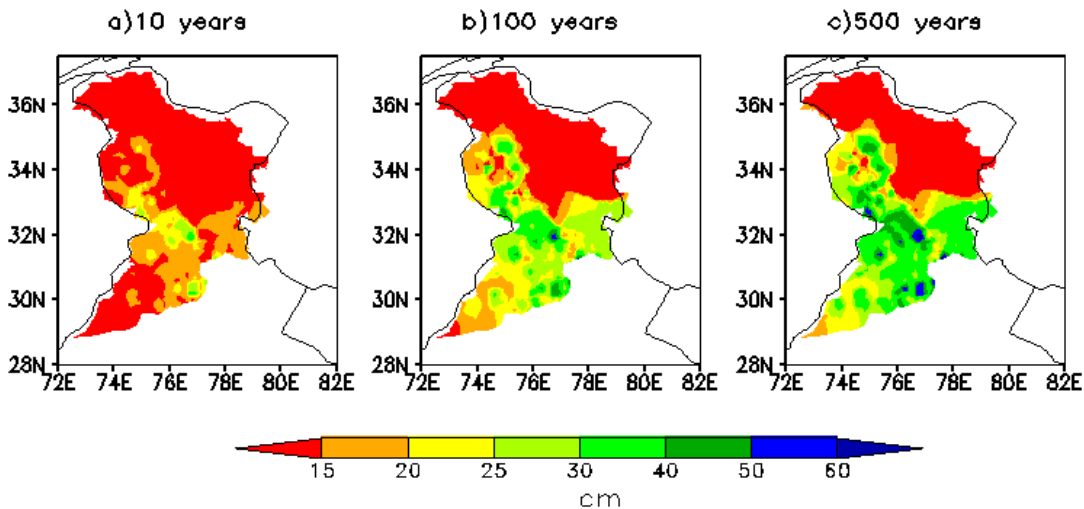 a)10 years b)100 years c)500 years
36N 36N 36N
34N 34N 34N
32N 32N 32N
30N 30N 30N
28N 28N 28N
72E 74E 76E 78E 80E 82E 72E 74E 76E 78E 80E 82E 72E 74E 76E 78E 80E 82E
15 20 25 30 40 50 60
cm